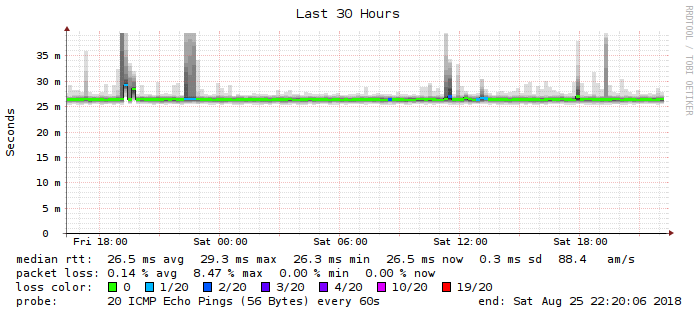 Last 30 Hours
RRDTOOL / TOBI OETIKER
Seconds
35 m
30 m
25 m
20 m
15 m
10 m
5 m
0
Fri 18:00 Sat 00:00 Sat 06:00 Sat 12:00 Sat 18:00
median rtt: 26.5 ms avg 29.3 ms max 26.3 ms min 26.5 ms now 0.3 ms sd 88.4 am/s
packet loss: 0.14 % avg 8.47 % max 0.00 % min 0.00 % now
loss color: 0 1/20 2/20 3/20 4/20 10/20 19/20
probe: 20 ICMP Echo Pings (56 Bytes) every 60s end: Sat Aug 25 22:20:06 2018